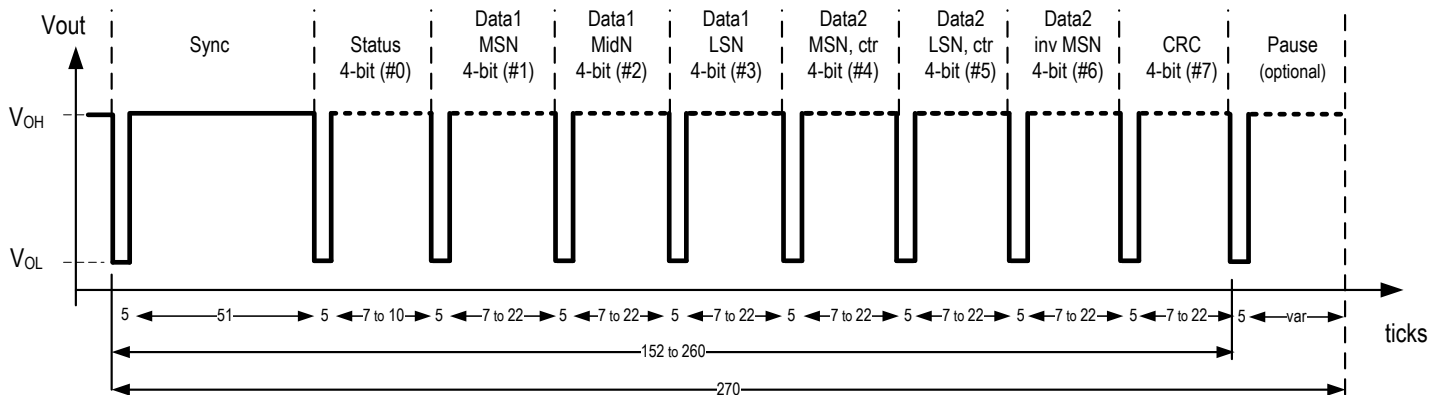 Vout
Sync
Status
4-bit (#0)
Data1
MSN
4-bit (#1)
Data1
MidN
4-bit (#2)
Data1
LSN
4-bit (#3)
Data2
MSN, ctr
4-bit (#4)
Data2
LSN, ctr
4-bit (#5)
Data2
inv MSN
4-bit (#6)
CRC
4-bit (#7)
Pause
(optional)
VOH
VOL
5 51 5 7 to 10 5 7 to 22 5 7 to 22 5 7 to 22 5 7 to 22 5 7 to 22 5 7 to 22 5 7 to 22 5 var
ticks
152 to 260
270